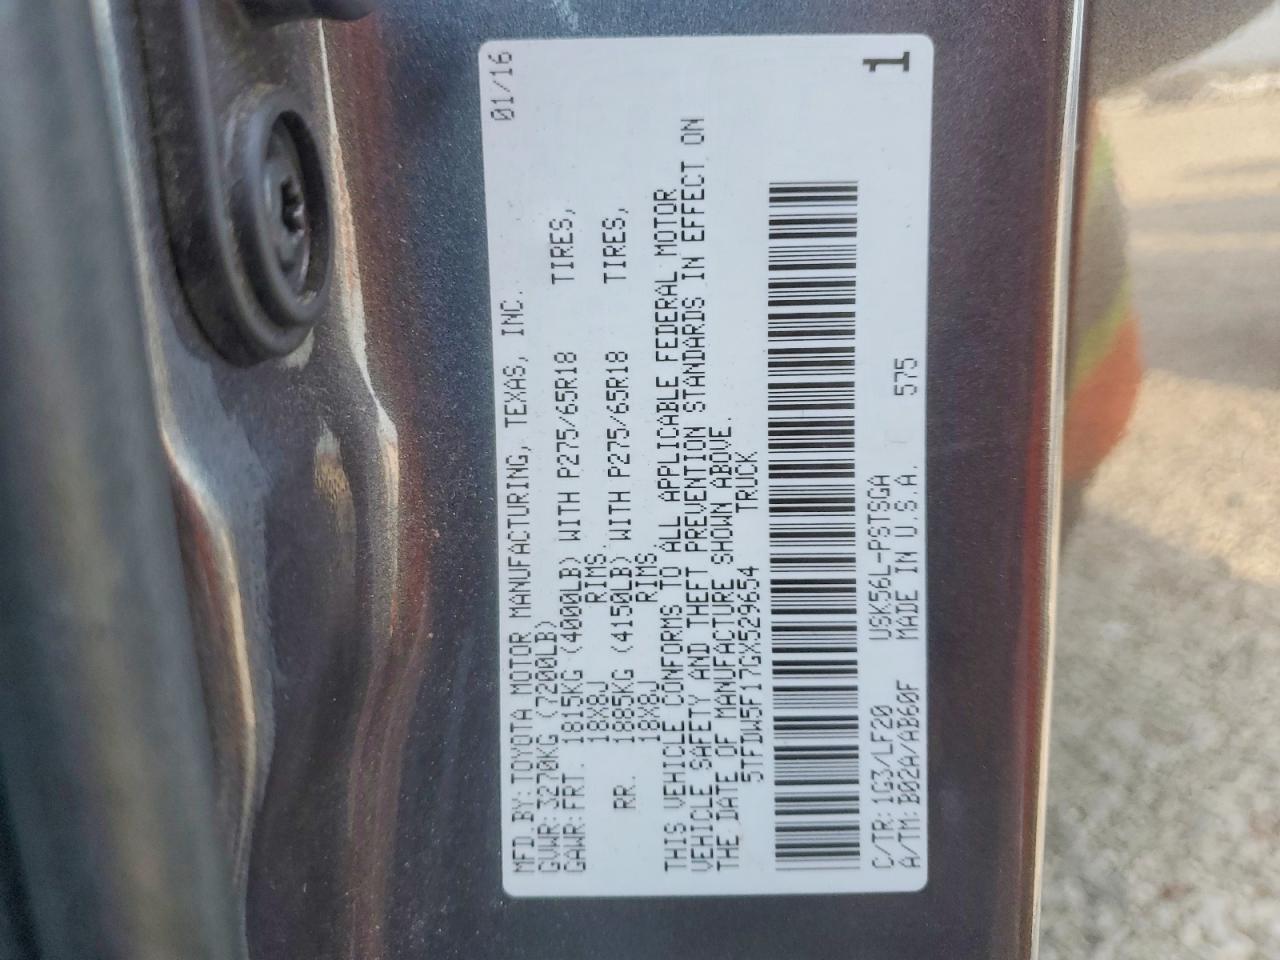 MFD BY: TOYOTA MOTOR MANUFACTURING, TEXAS, INC. 01/16
GVWR: 3270KG (7200LB)
GAWR: FRT. 1815KG (4000LB) WITH P275/65R18 TIRES,
18X8J RIMS.
RR. 1885KG (4150LB) WITH P275/65R18 TIRES,
18X8J RIMS.
THIS VEHICLE CONFORMS TO ALL APPLICABLE FEDERAL MOTOR
VEHICLE SAFETY AND THEFT PREVENTION STANDARDS IN EFFECT ON
THE DATE OF MANUFACTURE SHOWN ABOVE.
5TFDW5F17GX529654 TRUCK
C/TR: 1G3/LF20 USK56L-PSTSGA
A/TM: B02A/AB60F MADE IN U.S.A. 575
1